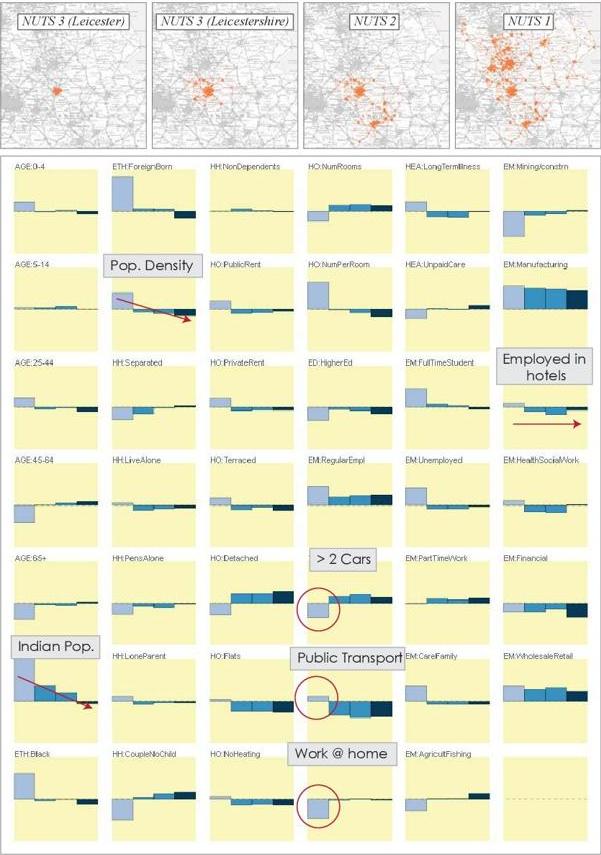 NUTS 3 (Leicester)
NUTS 3 (Leicestershire)
NUTS 2
NUTS 1
AGE:0-4
ETH:ForeignBorn
HH:NonDependents
HO:NumRooms
HEA:LongTermIllness
EM:Mining/constrn
AGE:5-14
Pop. Density
HO:PublicRent
HO:NumPerRoom
HEA:UnpaidCare
EM:Manufacturing
AGE:25-44
HH:Separated
HO:PrivateRent
ED:HigherEd
EM:FullTimeStudent
Employed in
hotels
AGE:45-64
HH:LiveAlone
HO:Terraced
EM:RegularEmpl
EM:Unemployed
EM:HealthSocialWork
AGE:65+
HH:PensAlone
HO:Detached
> 2 Cars
EM:PartTimeWork
EM:Financial
Indian Pop.
HH:LoneParent
HO:Flats
Public Transport
EM:CareFamily
EM:WholesaleRetail
ETH:Black
HH:CoupleNoChild
HO:NoHeating
Work @ home
EM:AgricultFishing